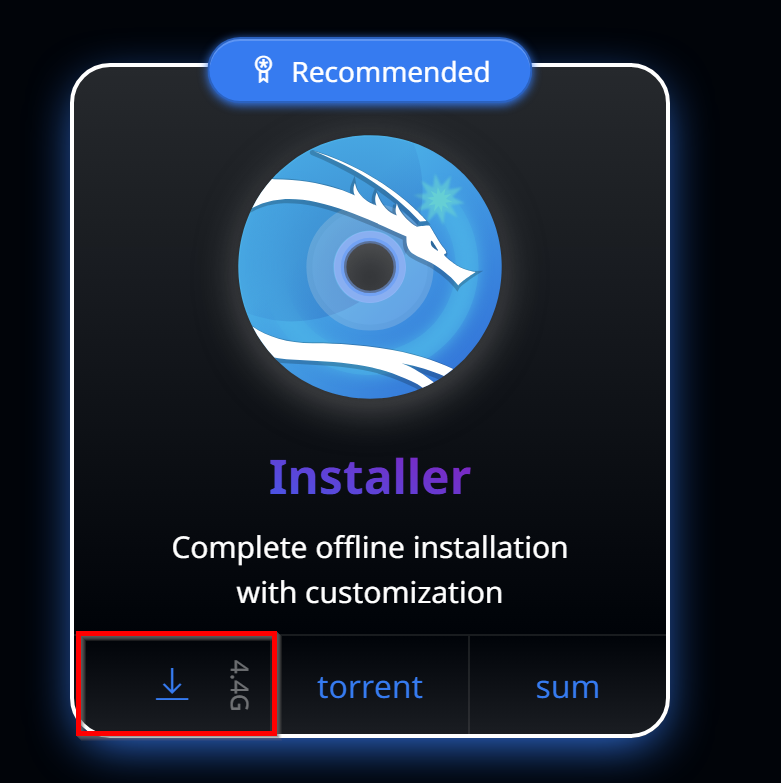 Recommended
Installer
Complete offline installation
with customization
4.4G
torrent
sum